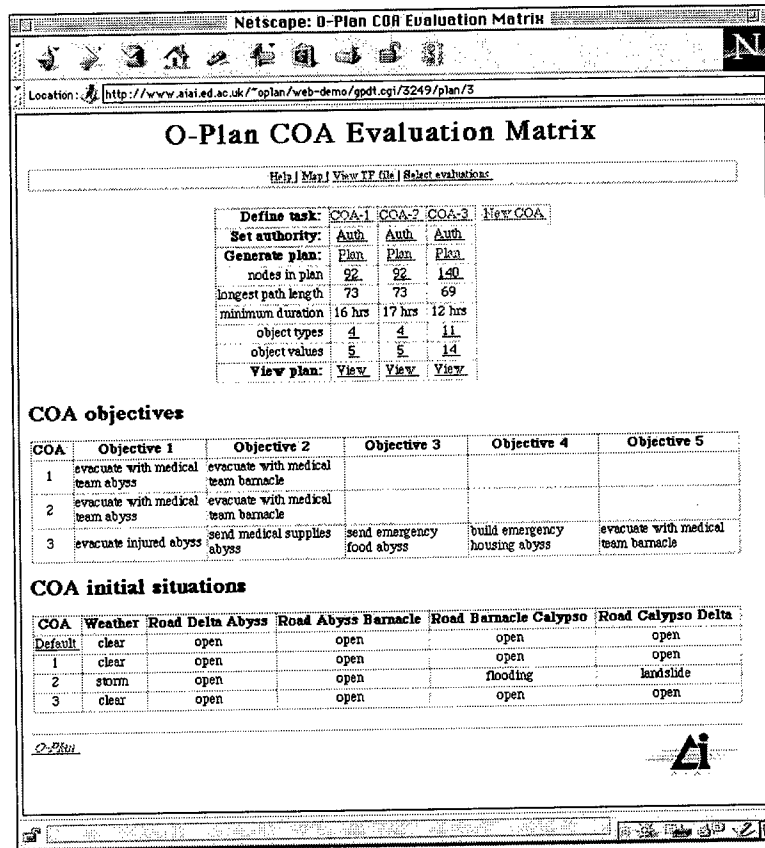 Netscape: O-Plan COA Evaluation Matrix
N
Location: http://www.aiai.ed.ac.uk/~oplan/web-demo/gpdt.cgi/3249/plan/3
O-Plan COA Evaluation Matrix
Help | Map | View TF file | Select evaluations
Define task: COA-1 COA-2 COA-3 New COA
Set authority: Auth Auth Auth
Generate plan: Plan Plan Plan
nodes in plan 92 92 140
longest path length 73 73 69
minimum duration 16 hrs 17 hrs 12 hrs
object types 4 4 11
object values 5 5 14
View plan: View View View
COA objectives
COA Objective 1 Objective 2 Objective 3 Objective 4 Objective 5
1 evacuate with medical team abyss evacuate with medical team barnacle
2 evacuate with medical team abyss evacuate with medical team barnacle
3 evacuate injured abyss send medical supplies abyss send emergency food abyss build emergency housing abyss evacuate with medical team barnacle
COA initial situations
COA Weather Road Delta Abyss Road Abyss Barnacle Road Barnacle Calypso Road Calypso Delta
Default clear open open open open
1 clear open open open open
2 storm open open flooding landslide
3 clear open open open open
O-Plan
Ai